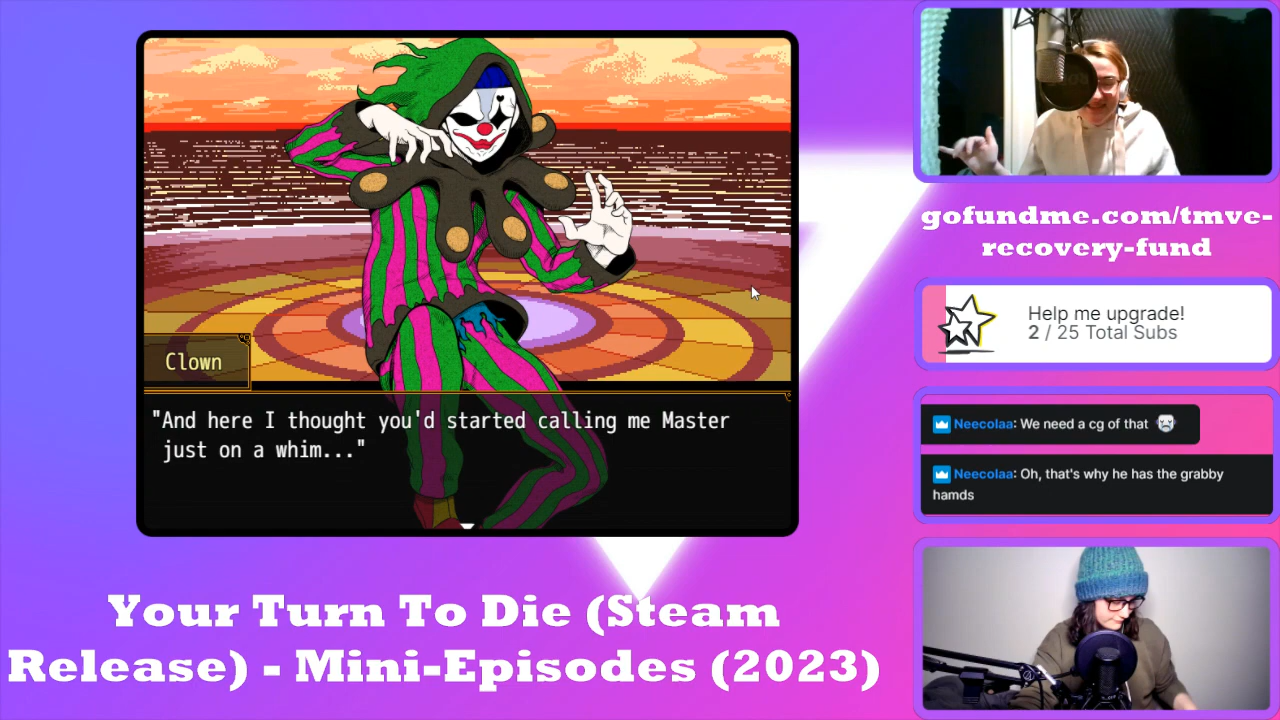 Clown
"And here I thought you'd started calling me Master
just on a whim..."
gofundme.com/tmve-
recovery-fund
Help me upgrade!
2 / 25 Total Subs
Neecolaa: We need a cg of that
Neecolaa: Oh, that's why he has the grabby
hamds
Your Turn To Die (Steam
Release) - Mini-Episodes (2023)